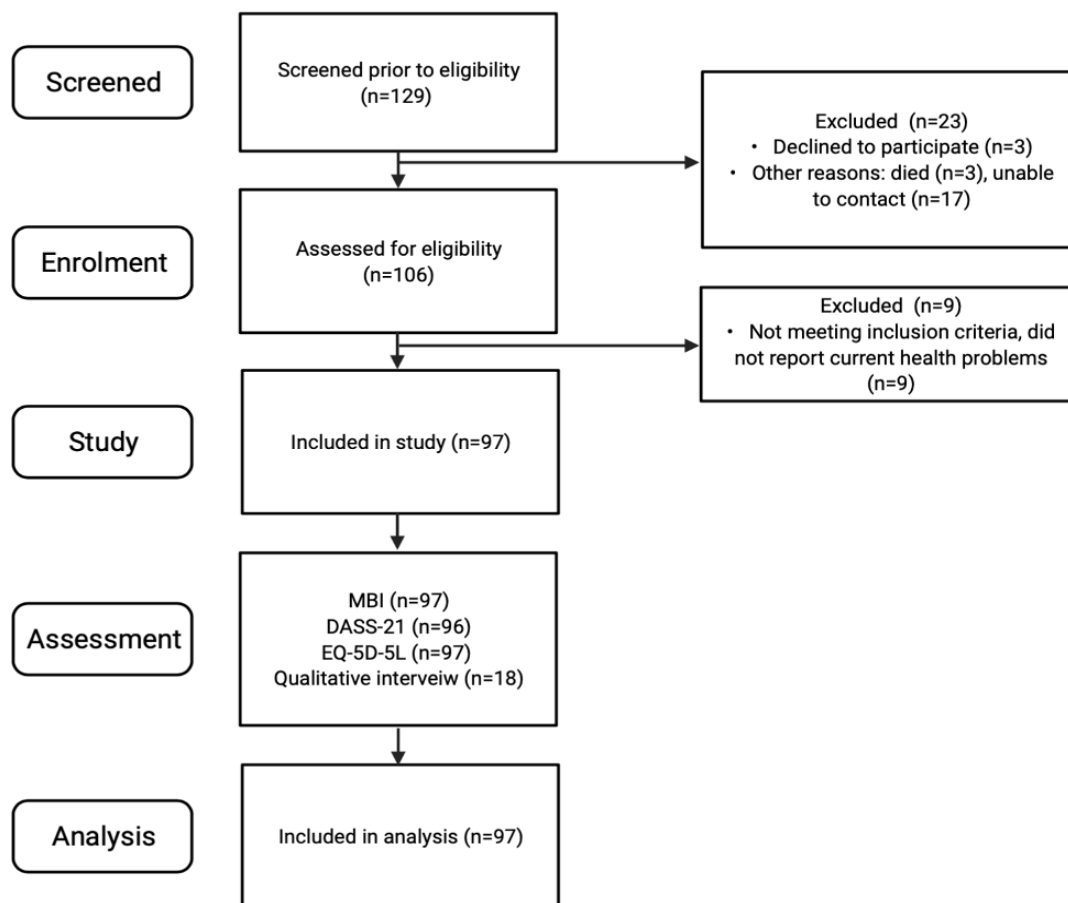 Screened
Screened prior to eligibility
(n=129)
Excluded (n=23)
• Declined to participate (n=3)
• Other reasons: died (n=3), unable
to contact (n=17)
Enrolment
Assessed for eligibility
(n=106)
Excluded (n=9)
• Not meeting inclusion criteria, did
not report current health problems
(n=9)
Study
Included in study (n=97)
Assessment
MBI (n=97)
DASS-21 (n=96)
EQ-5D-5L (n=97)
Qualitative interveiw (n=18)
Analysis
Included in analysis (n=97)